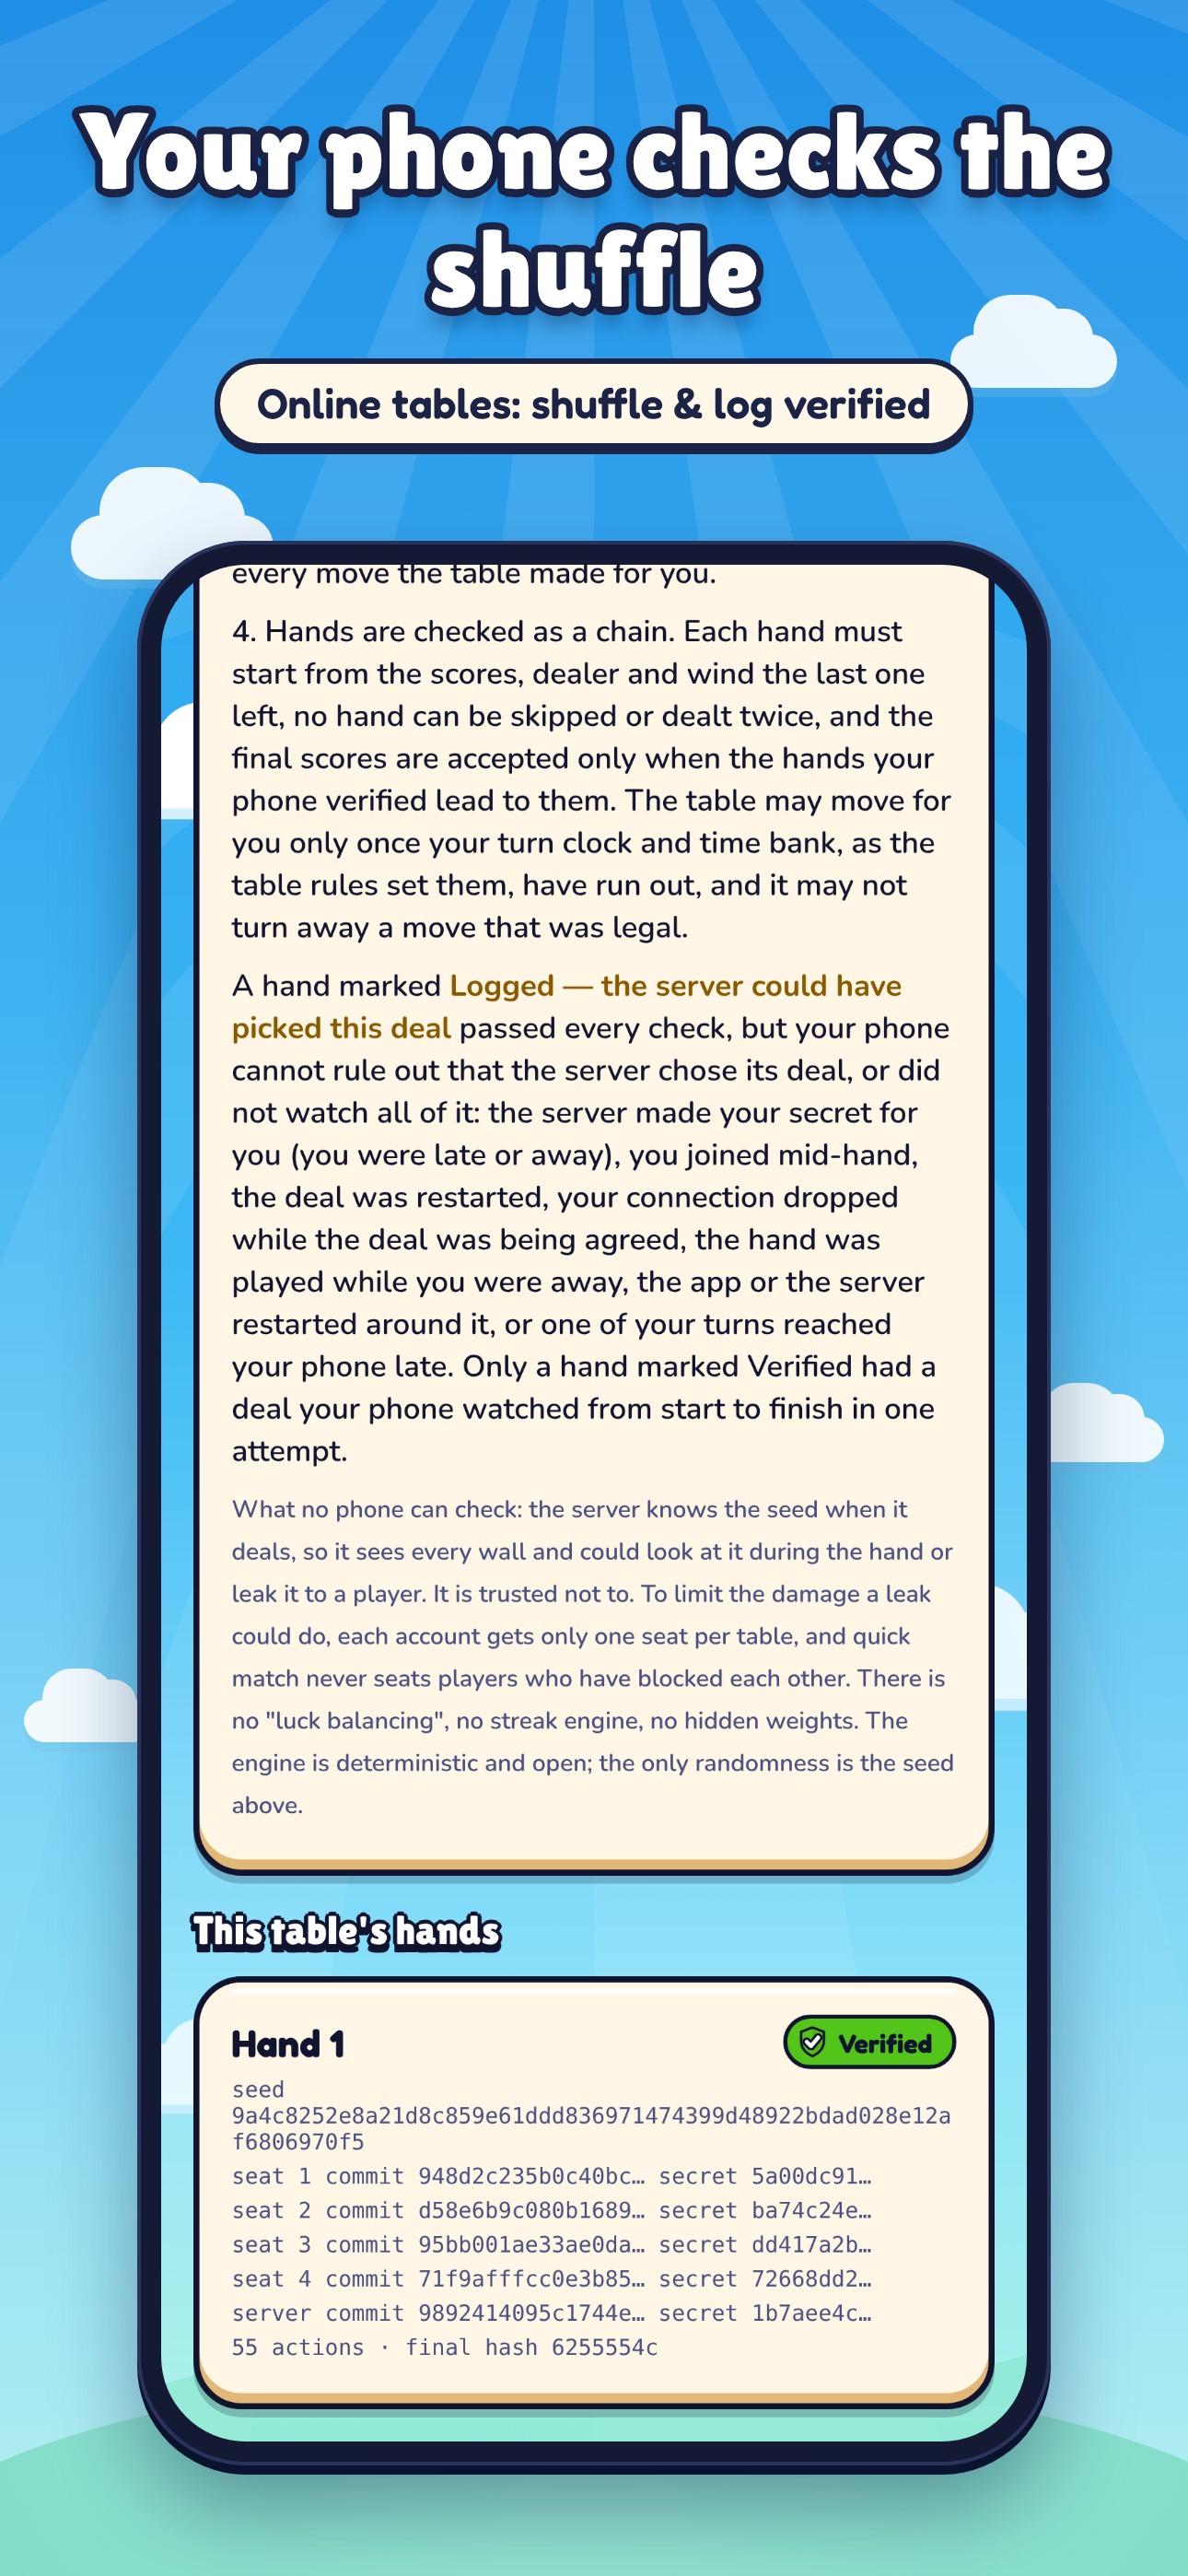 Your phone checks the
shuffle
Online tables: shuffle & log verified
every move the table made for you.
4. Hands are checked as a chain. Each hand must
start from the scores, dealer and wind the last one
left, no hand can be skipped or dealt twice, and the
final scores are accepted only when the hands your
phone verified lead to them. The table may move for
you only once your turn clock and time bank, as the
table rules set them, have run out, and it may not
turn away a move that was legal.
A hand marked Logged — the server could have
picked this deal passed every check, but your phone
cannot rule out that the server chose its deal, or did
not watch all of it: the server made your secret for
you (you were late or away), you joined mid-hand,
the deal was restarted, your connection dropped
while the deal was being agreed, the hand was
played while you were away, the app or the server
restarted around it, or one of your turns reached
your phone late. Only a hand marked Verified had a
deal your phone watched from start to finish in one
attempt.
What no phone can check: the server knows the seed when it
deals, so it sees every wall and could look at it during the hand or
leak it to a player. It is trusted not to. To limit the damage a leak
could do, each account gets only one seat per table, and quick
match never seats players who have blocked each other. There is
no "luck balancing", no streak engine, no hidden weights. The
engine is deterministic and open; the only randomness is the seed
above.
This table's hands
Hand 1
Verified
seed
9a4c8252e8a21d8c859e61ddd836971474399d48922bdad028e12a
f6806970f5
seat 1 commit 948d2c235b0c40bc… secret 5a00dc91…
seat 2 commit d58e6b9c080b1689… secret ba74c24e…
seat 3 commit 95bb001ae33ae0da… secret dd417a2b…
seat 4 commit 71f9afffcc0e3b85… secret 72668dd2…
server commit 9892414095c1744e… secret 1b7aee4c…
55 actions · final hash 6255554c